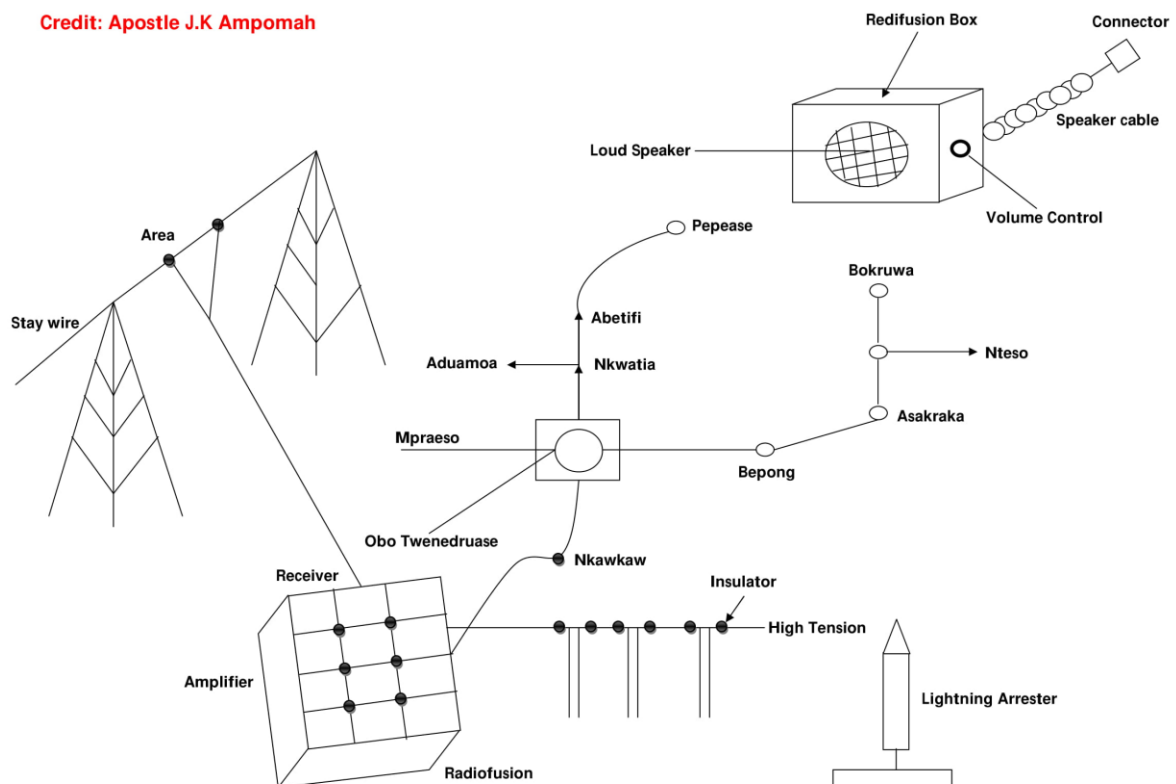 Credit: Apostle J.K Ampomah
Redifusion Box
Connector
Speaker cable
Loud Speaker
Volume Control
Pepease
Area
Bokruwa
Stay wire
Abetifi
Aduamoa
Nkwatia
Nteso
Asakraka
Mpraeso
Bepong
Obo Twenedruase
Nkawkaw
Receiver
Insulator
High Tension
Amplifier
Lightning Arrester
Radiofusion